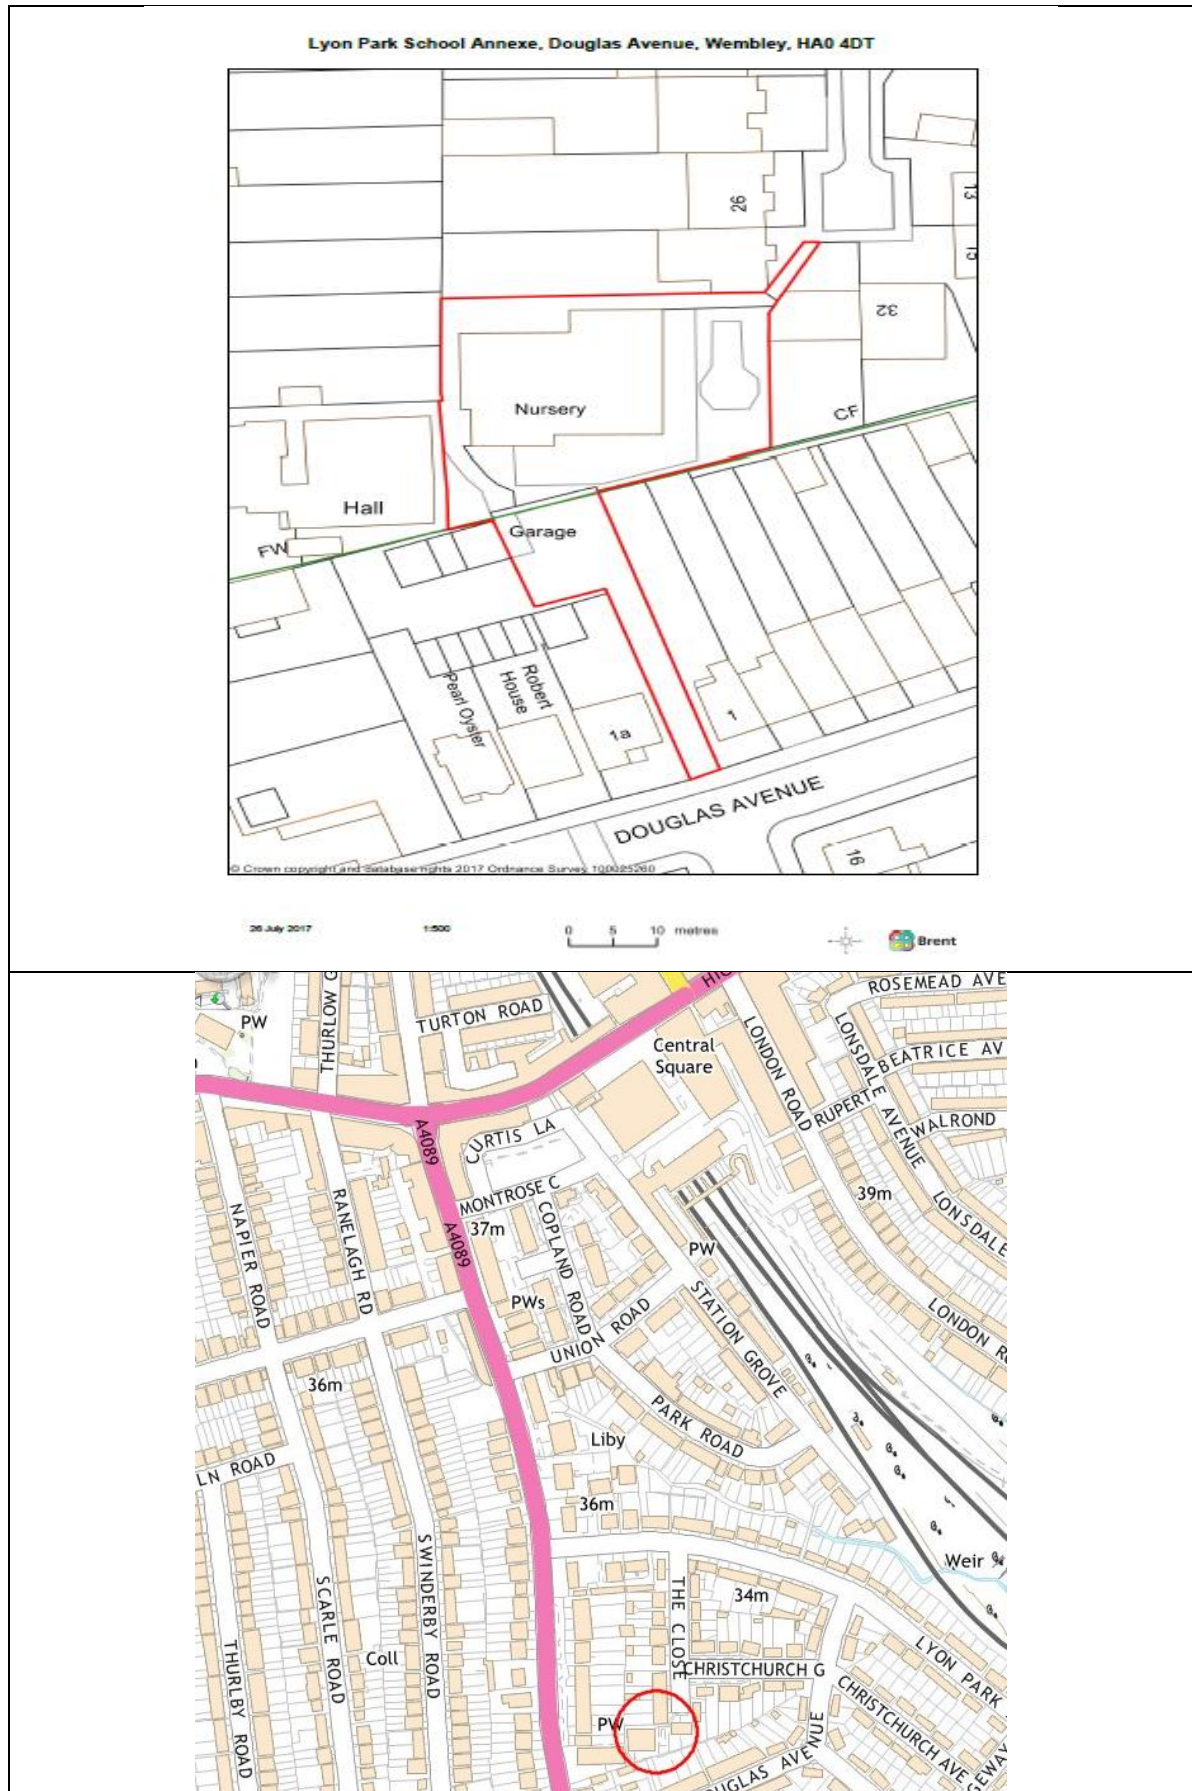 Lyon Park School Annexe, Douglas Avenue, Wembley, HA0 4DT
26
13
15
32
Nursery
CF
Hall
Garage
FW
Robert
House
Pearl Oyster
1
1a
DOUGLAS AVENUE
16
© Crown copyright and database rights 2017 Ordnance Survey 100025260
26 July 2017
1:500
0 5 10 metres
Brent
ROSEMEAD AVE
PW
THURLOW G
TURTON ROAD
HIG
LONDON ROAD
LONSDALE AVENUE
Central
Square
BEATRICE AV
RUPERT
WALROND
A4089
CURTIS LA
MONTROSE C
39m
NAPIER ROAD
RANELAGH RD
A4089
37m
COPLAND ROAD
LONSDALE
PW
PWs
STATION GROVE
UNION ROAD
LONDON R
36m
PARK ROAD
Liby
LN ROAD
36m
Weir
SCARLE ROAD
SWINDERBY ROAD
THE CLOSE
34m
THURLBY ROAD
Coll
CHRISTCHURCH G
LYON PARK
CHRISTCHURCH AVE
PW
DOUGLAS AVENUE
GEWAY